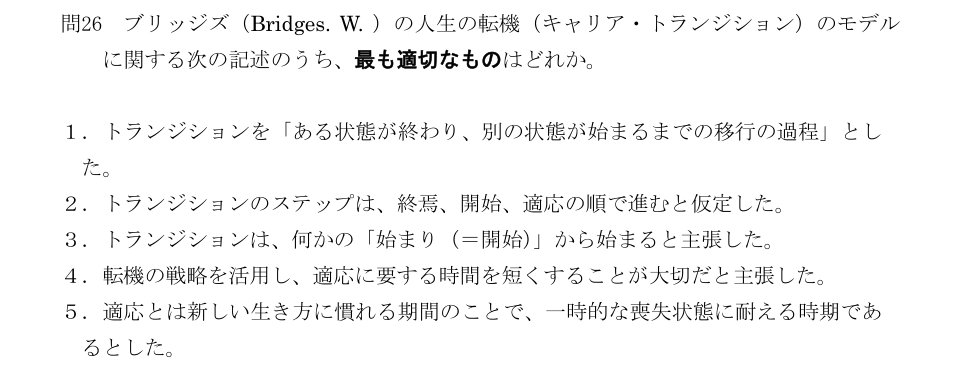 問26　ブリッジズ（Bridges. W. ）の人生の転機（キャリア・トランジション）のモデル
に関する次の記述のうち、最も適切なものはどれか。
１．トランジションを「ある状態が終わり、別の状態が始まるまでの移行の過程」とし
た。
２．トランジションのステップは、終焉、開始、適応の順で進むと仮定した。
３．トランジションは、何かの「始まり（＝開始）」から始まると主張した。
４．転機の戦略を活用し、適応に要する時間を短くすることが大切だと主張した。
５．適応とは新しい生き方に慣れる期間のことで、一時的な喪失状態に耐える時期であ
るとした。